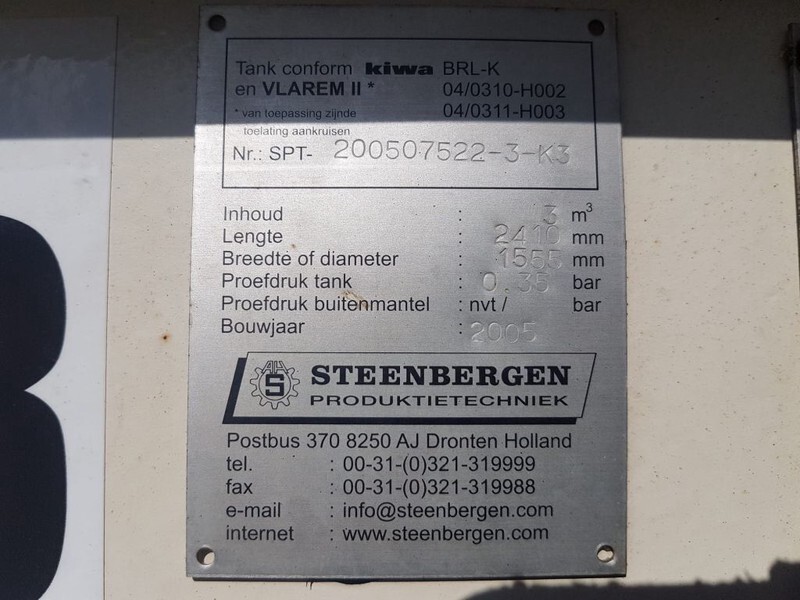 Tank conform kiwa BRL-K
en VLAREM II * 04/0310-H002
* van toepassing zijnde 04/0311-H003
toelating aankruisen
Nr.: SPT- 200507522-3-K3
Inhoud : 3 m³
Lengte : 2410 mm
Breedte of diameter : 1555 mm
Proefdruk tank : 0.35 bar
Proefdruk buitenmantel : nvt / bar
Bouwjaar : 2005
S STEENBERGEN
PRODUKTIETECHNIEK
Postbus 370 8250 AJ Dronten Holland
tel. : 00-31-(0)321-319999
fax : 00-31-(0)321-319988
e-mail : info@steenbergen.com
internet : www.steenbergen.com